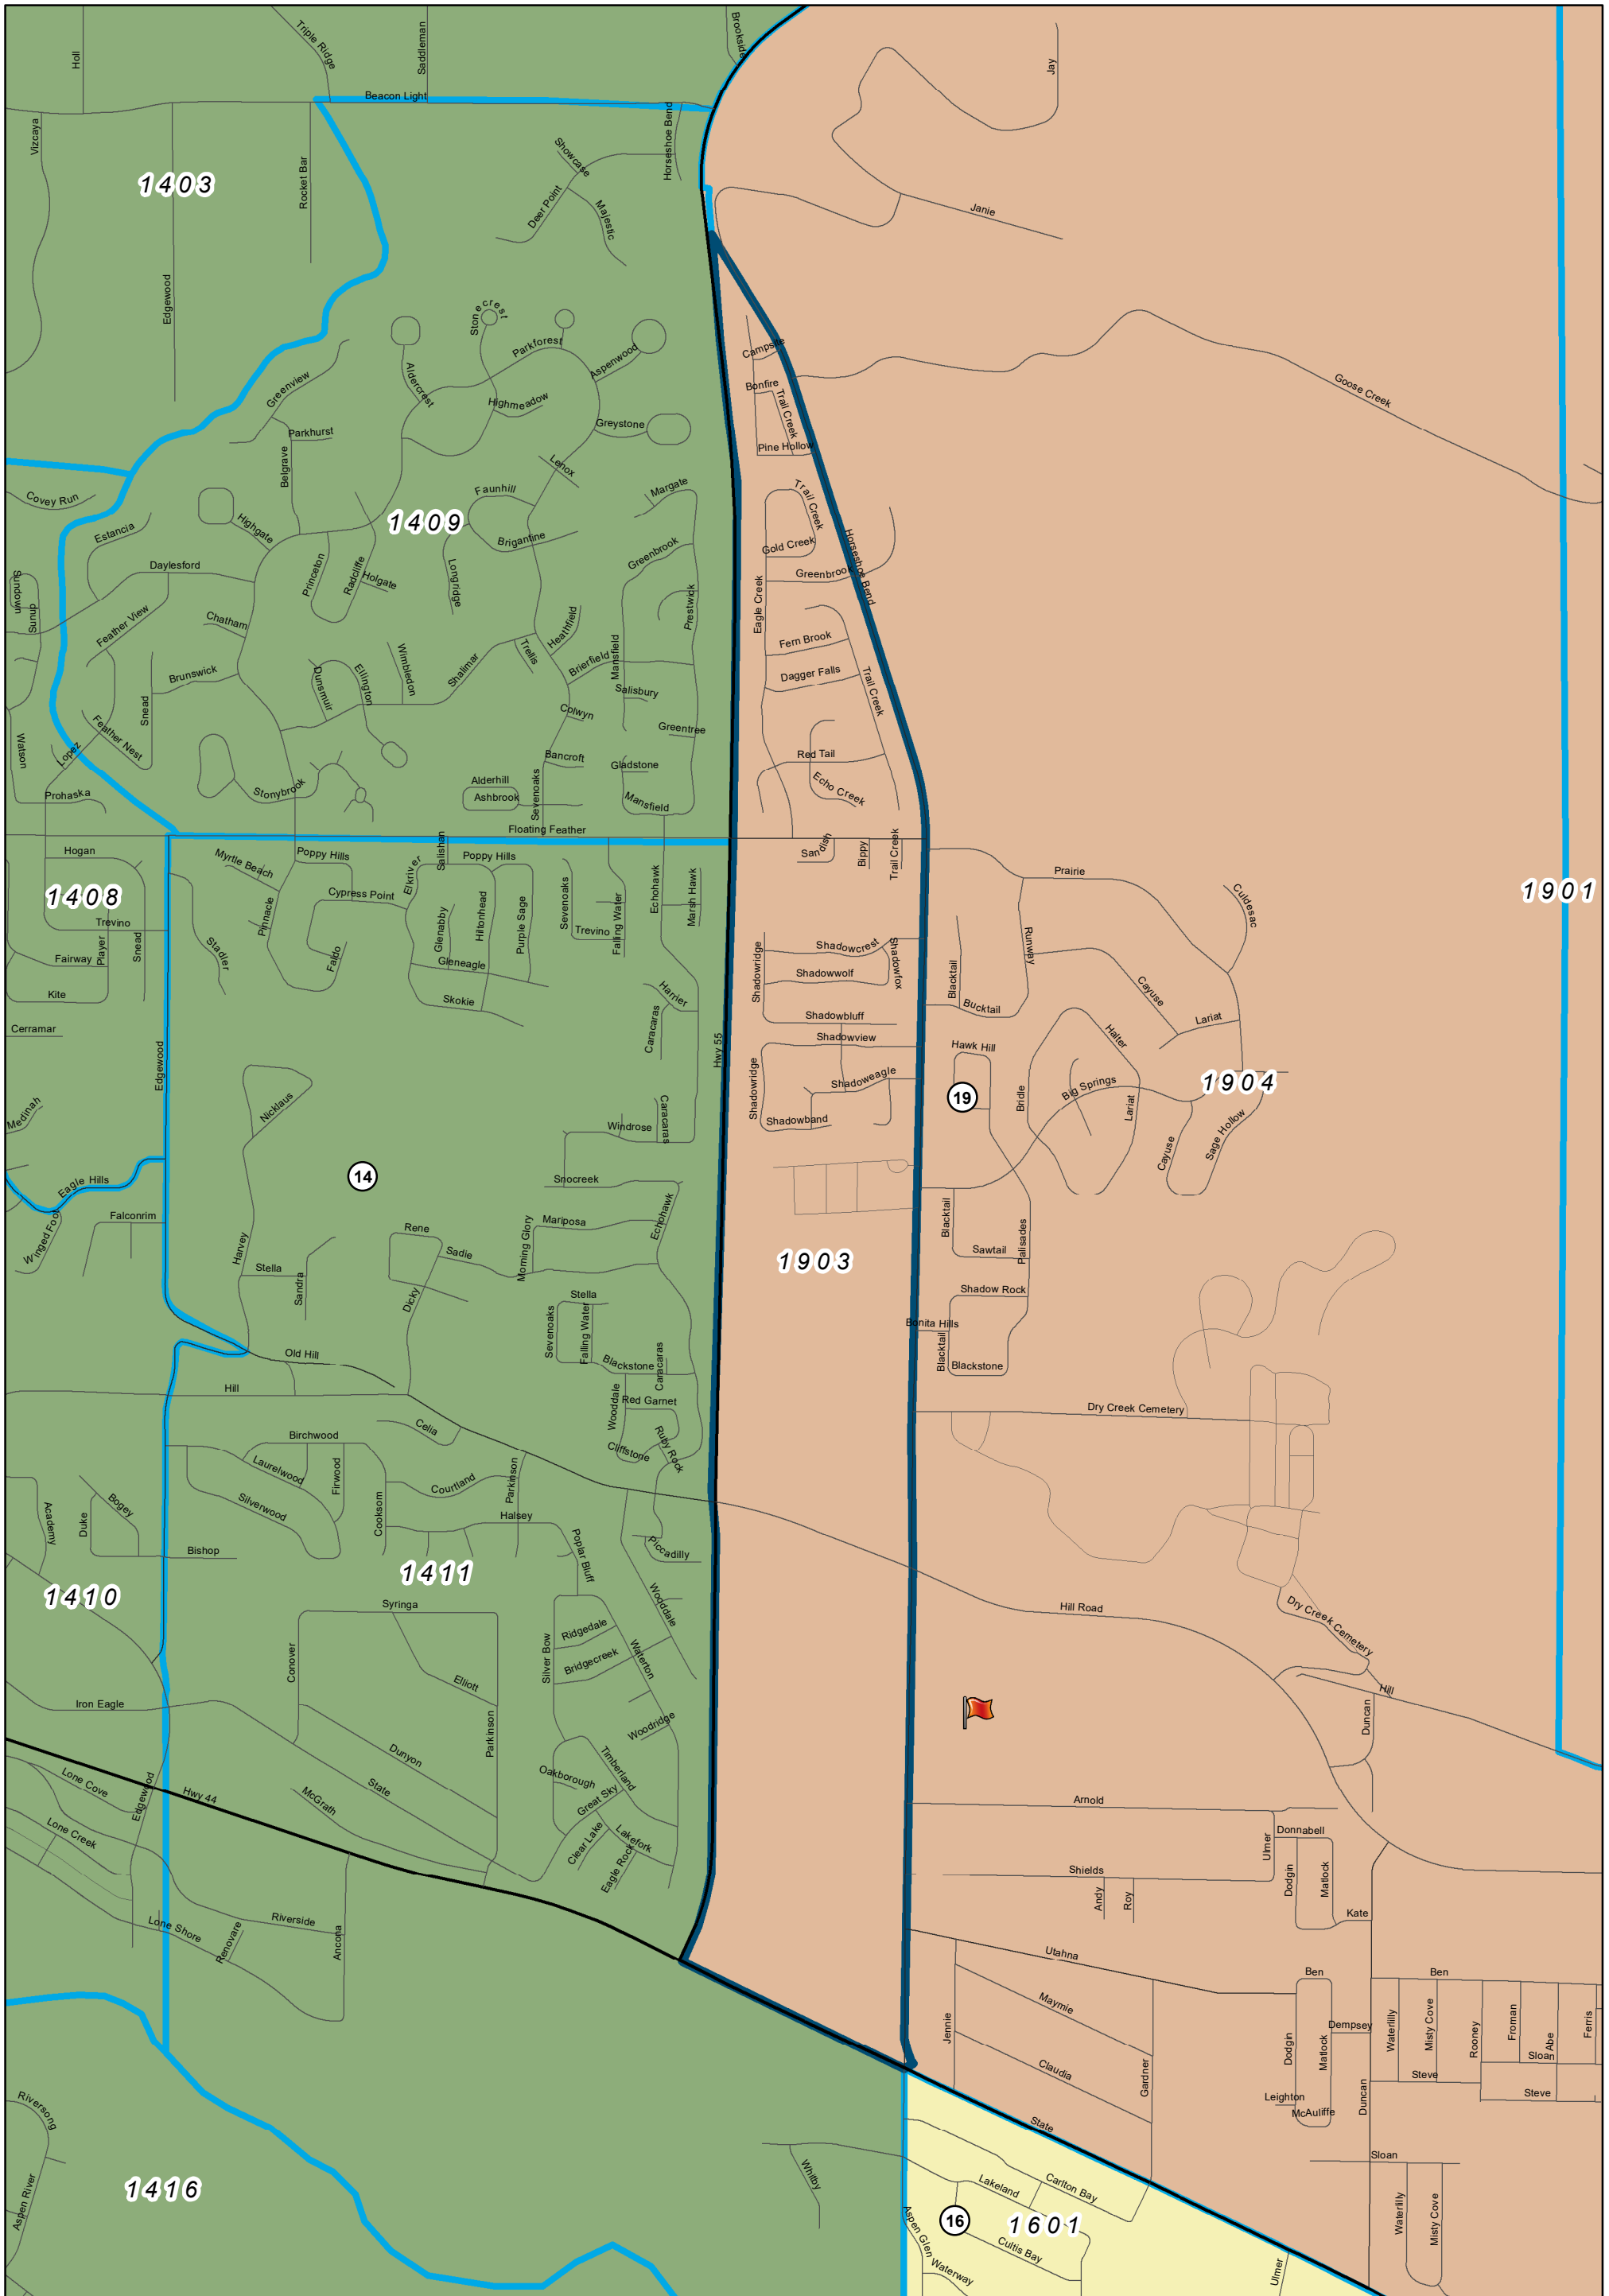 Holl
Triple Ridge
Saddleman
Brookside
Jay
Beacon Light
Vizcaya
1403
Rocket Bar
Horseshoe Bend
Showcase
Deer Point
Majestic
Janie
Edgewood
Stonecrest
Parkforest
Aspenwood
Campsite
Greenview
Aldercrest
Highmeadow
Bonfire
Trail Creek
Goose Creek
Parkhurst
Greystone
Belgrave
Pine Hollow
Lenox
Covey Run
Faunhill
Margate
Trail Creek
1409
Estancia
Highgate
Brigantine
Gold Creek
Horseshoe Bend
Daylesford
Princeton
Radcliffe
Holgate
Longridge
Greenbrook
Greenbrook
Sundown
Sunup
Feather View
Chatham
Heathfield
Prestwick
Eagle Creek
Fern Brook
Brunswick
Dunsmuir
Ellington
Wimbledon
Shalimar
Trellis
Brierfield
Mansfield
Dagger Falls
Trail Creek
Snead
Salisbury
Feather Nest
Colwyn
Greentree
Watson
Lopez
Bancroft
Gladstone
Red Tail
Prohaska
Stonybrook
Alderhill
Ashbrook
Sevenoaks
Mansfield
Echo Creek
Floating Feather
Hogan
Myrtle Beach
Poppy Hills
Elkriver
Salishan
Poppy Hills
Sandish
Bippy
Trail Creek
Prairie
1408
Cypress Point
Echohawk
Marsh Hawk
Culdesac
1901
Trevino
Player
Snead
Pinnacle
Glenabby
Hiltonhead
Purple Sage
Sevenoaks
Trevino
Falling Water
Fairway
Stadler
Faldo
Gleneagle
Shadowridge
Shadowcrest
Shadowfox
Runway
Shadowwolf
Blacktail
Kite
Skokie
Harrier
Cayuse
Bucktail
Cerramar
Caracaras
Shadowbluff
Lariat
Edgewood
Hwy 55
Shadowview
Hawk Hill
Halter
Shadowridge
Shadoweagle
19
Bridle
Big Springs
1904
Medinah
Nicklaus
Caracaras
Shadowband
Lariat
Windrose
Cayuse
Sage Hollow
14
Eagle Hills
Snocreek
Falconrim
Winged Foot
Harvey
Rene
Sadie
Morning Glory
Mariposa
Echohawk
Blacktail
Sawtail
Palisades
1903
Stella
Sandra
Dicky
Stella
Shadow Rock
Sevenoaks
Falling Water
Bonita Hills
Old Hill
Blackstone
Caracaras
Blacktail
Blackstone
Hill
Wooddale
Red Garnet
Dry Creek Cemetery
Celia
Birchwood
Cliffstone
Ruby Rock
Laurelwood
Firwood
Courtland
Parkinson
Silverwood
Academy
Duke
Bogey
Cooksom
Halsey
Bishop
Poplar Bluff
Piccadilly
1411
1410
Syringa
Wooddale
Hill Road
Dry Creek Cemetery
Conover
Ridgedale
Silver Bow
Bridgecreek
Waterton
Elliott
Hill
Iron Eagle
Parkinson
Woodridge
Duncan
Dunyon
Timberland
Lone Cove
Edgewood
Hwy 44
State
McGrath
Oakborough
Great Sky
Arnold
Lone Creek
Clear Lake
Lakefork
Eagle Rock
Ulmer
Donnabell
Shields
Andy
Roy
Dodgin
Matlock
Kate
Lone Shore
Renovare
Riverside
Ancona
Utahna
Ben
Ben
Jennie
Maymie
Claudia
Gardner
Dodgin
Matlock
Dempsey
Waterlilly
Misty Cove
Rooney
Froman
Abe
Ferris
Sloan
Steve
Steve
Leighton
McAuliffe
Duncan
Riversong
State
Sloan
Aspen River
1416
Whitby
Lakeland
Carlton Bay
16
1601
Aspen Glen
Cultis Bay
Waterway
Ulmer
Waterlilly
Misty Cove